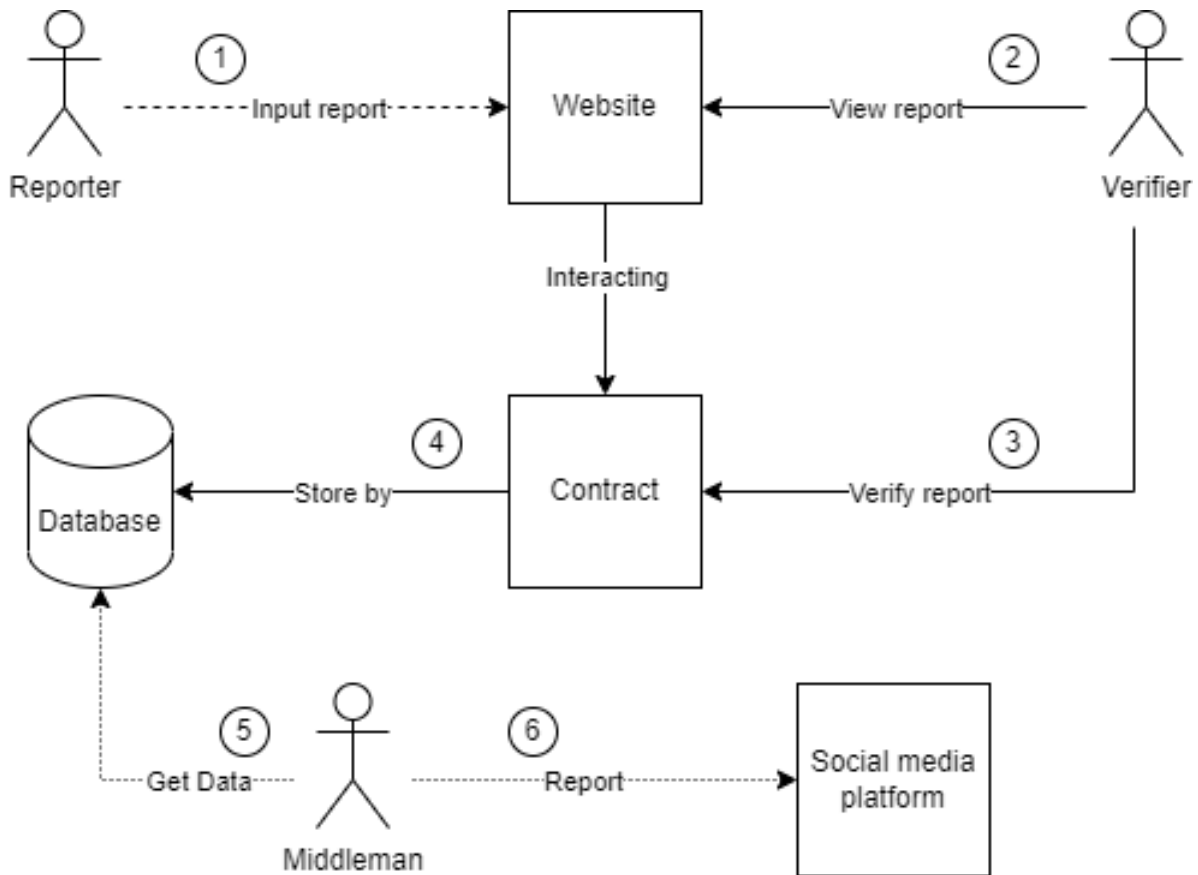 1
2
Input report
Website
View report
Reporter
Verifier
Interacting
4
3
Store by
Contract
Verify report
Database
5
6
Get Data
Report
Social media
platform
Middleman